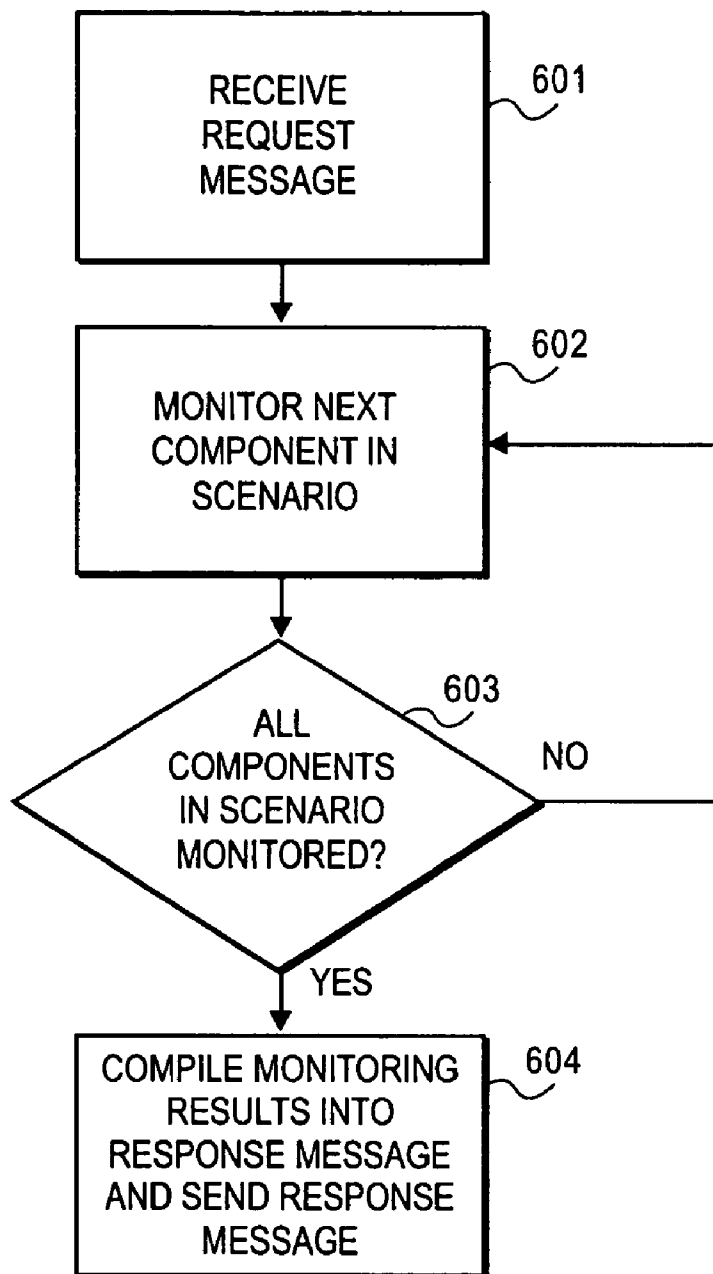 RECEIVE
REQUEST
MESSAGE
601
602
MONITOR NEXT
COMPONENT IN
SCENARIO
603
ALL
COMPONENTS
IN SCENARIO
MONITORED?
NO
YES
COMPILE MONITORING
RESULTS INTO
RESPONSE MESSAGE
AND SEND RESPONSE
MESSAGE
604